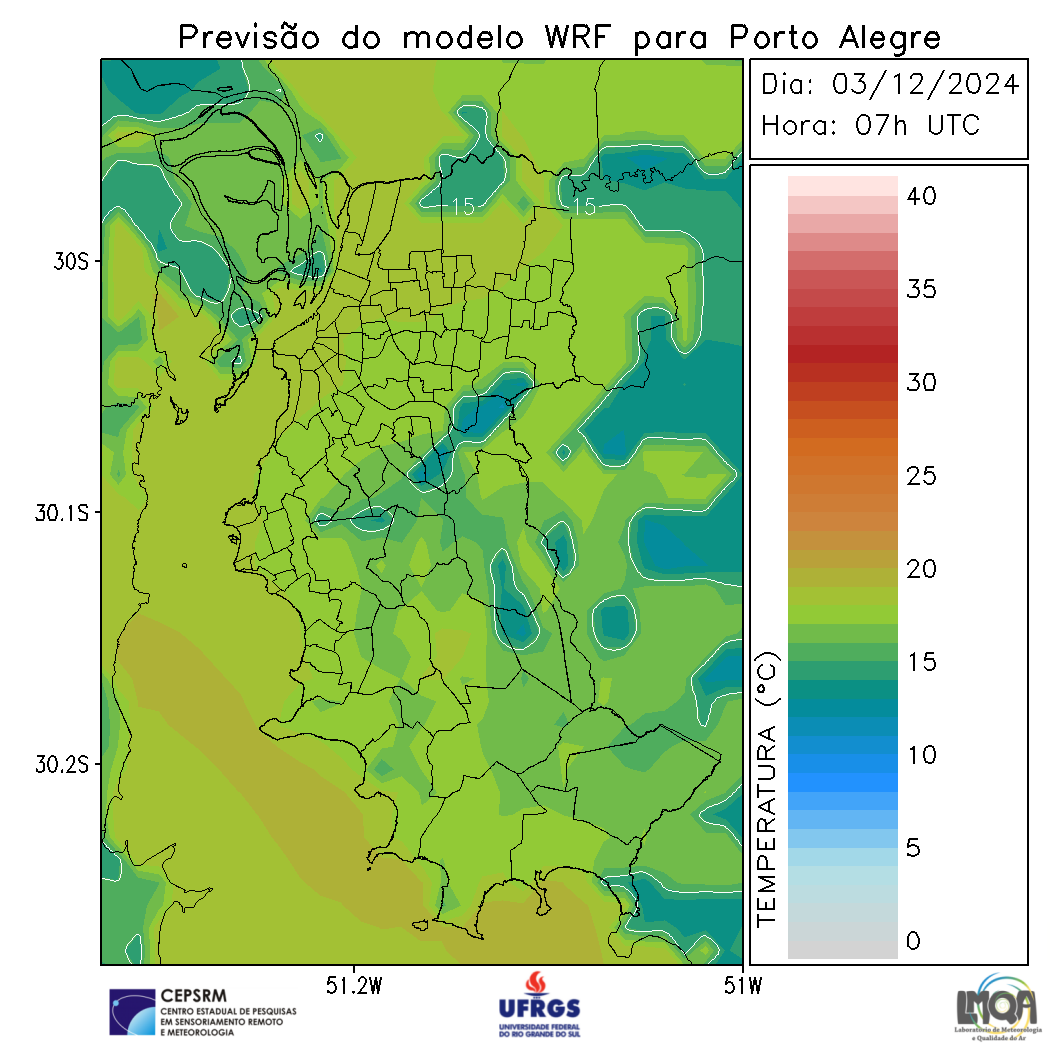 Previsão do modelo WRF para Porto Alegre
Dia: 03/12/2024
Hora: 07h UTC
30S
30.1S
30.2S
51.2W
51W
15
15
TEMPERATURA (°C)
40
35
30
25
20
15
10
5
0
CEPSRM
CENTRO ESTADUAL DE PESQUISAS
EM SENSORIAMENTO REMOTO
E METEOROLOGIA
UFRGS
UNIVERSIDADE FEDERAL
DO RIO GRANDE DO SUL
LMQA
Laboratório de Meteorologia
e Qualidade do Ar